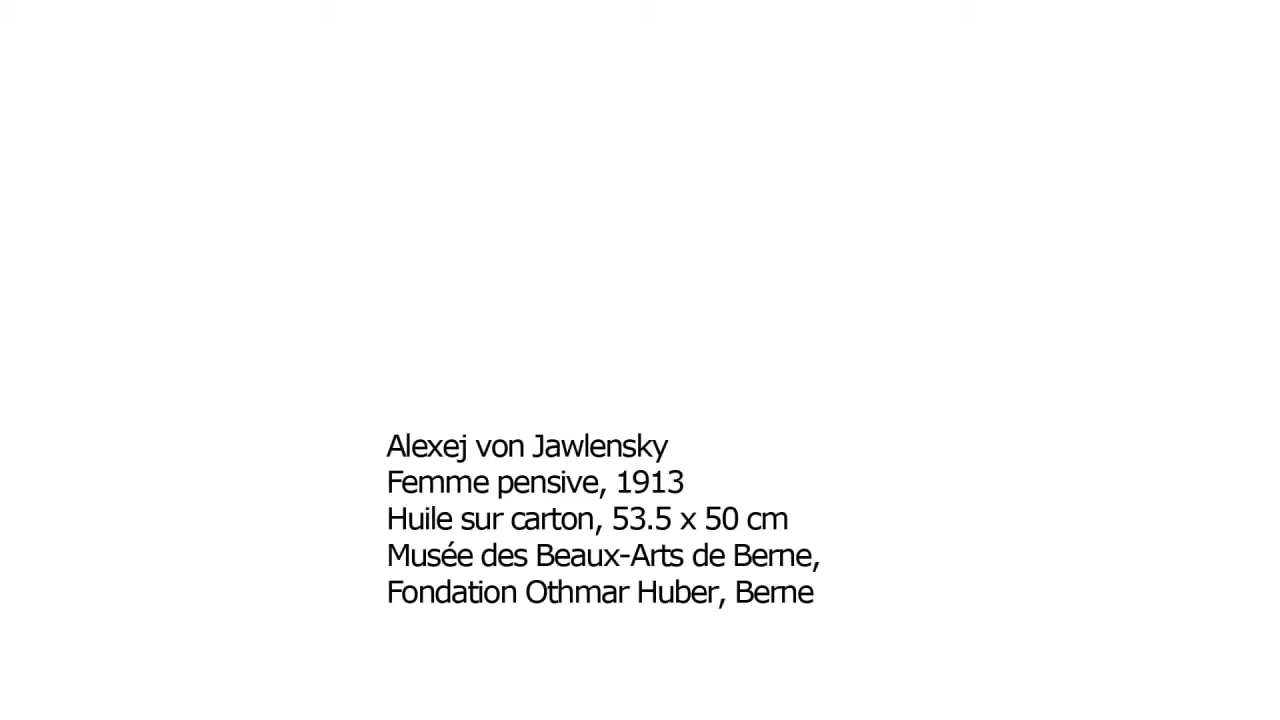 Alexej von Jawlensky
Femme pensive, 1913
Huile sur carton, 53.5 x 50 cm
Musée des Beaux-Arts de Berne,
Fondation Othmar Huber, Berne